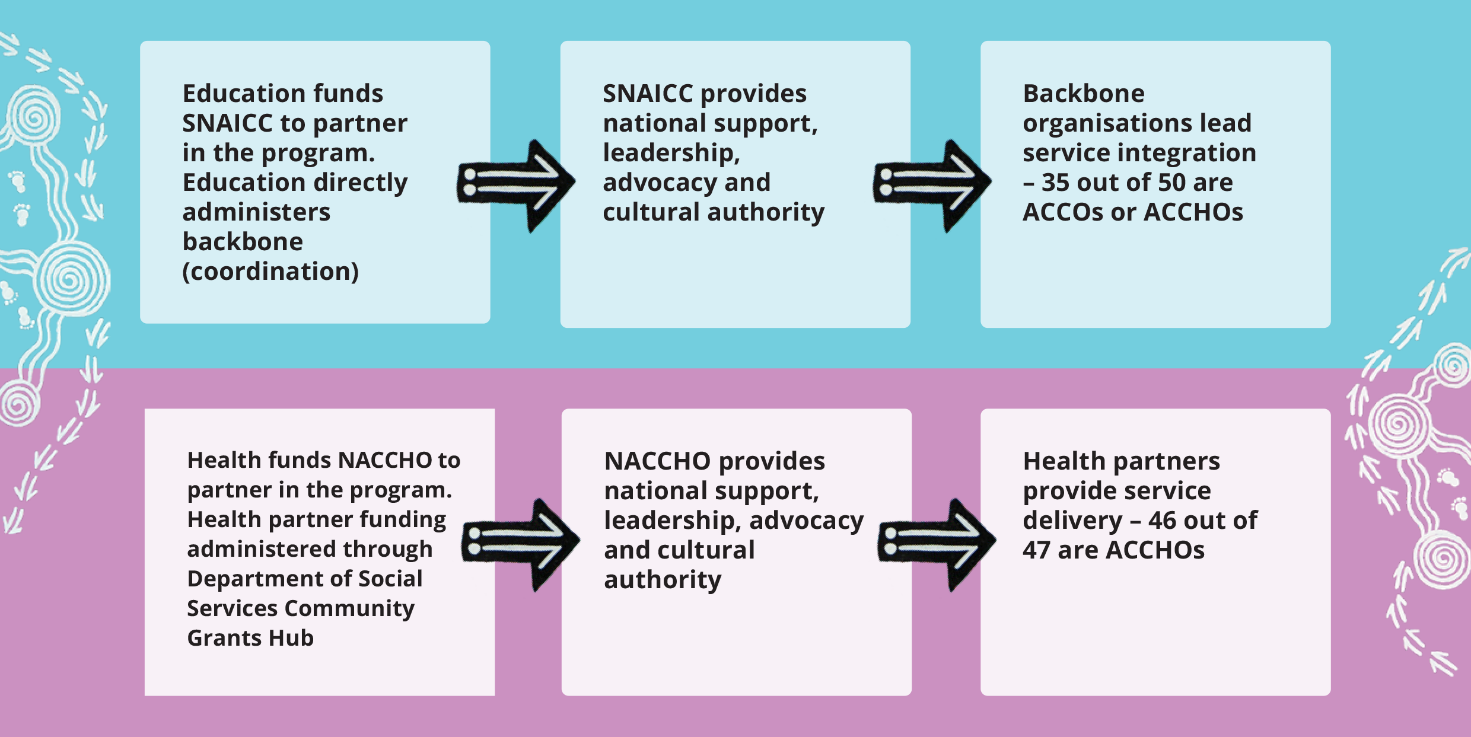 Education funds
SNAICC to partner
in the program.
Education directly
administers
backbone
(coordination)
SNAICC provides
national support,
leadership,
advocacy and
cultural authority
Backbone
organisations lead
service integration
– 35 out of 50 are
ACCOs or ACCHOs
Health funds NACCHO to
partner in the program.
Health partner funding
administered through
Department of Social
Services Community
Grants Hub
NACCHO provides
national support,
leadership, advocacy
and cultural
authority
Health partners
provide service
delivery – 46 out of
47 are ACCHOs